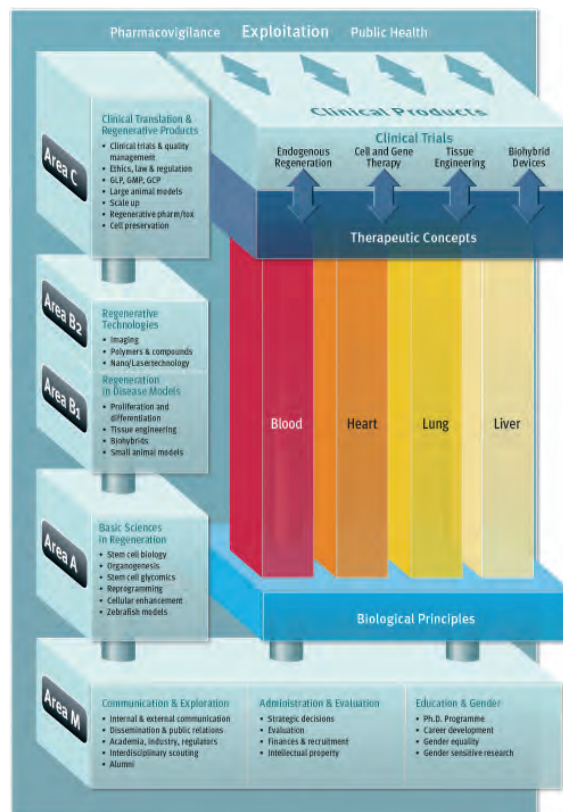 Pharmacovigilance Exploitation Public Health
Clinical Products
Clinical Trials
Endogenous
Regeneration
Cell and Gene
Therapy
Tissue
Engineering
Biohybrid
Devices
Therapeutic Concepts
Area C
Clinical Translation &
Regenerative Products
• Clinical trials & quality
management
• Ethics, law & regulation
• GLP, GMP, GCP
• Large animal models
• Scale up
• Regenerative pharm/tox
• Cell preservation
Area B2
Regenerative
Technologies
• Imaging
• Polymers & compounds
• Nano/Lasertechnology
Area B1
Regeneration
in Disease Models
• Proliferation and
differentiation
• Tissue engineering
• Biohybrids
• Small animal models
Blood
Heart
Lung
Liver
Area A
Basic Sciences
in Regeneration
• Stem cell biology
• Organogenesis
• Stem cell glycomics
• Reprogramming
• Cellular enhancement
• Zebrafish models
Biological Principles
Area M
Communication & Exploration
• Internal & external communication
• Dissemination & public relations
• Academia, industry, regulators
• Interdisciplinary scouting
• Alumni
Administration & Evaluation
• Strategic decisions
• Evaluation
• Finances & recruitment
• Intellectual property
Education & Gender
• Ph.D. Programme
• Career development
• Gender equality
• Gender sensitive research